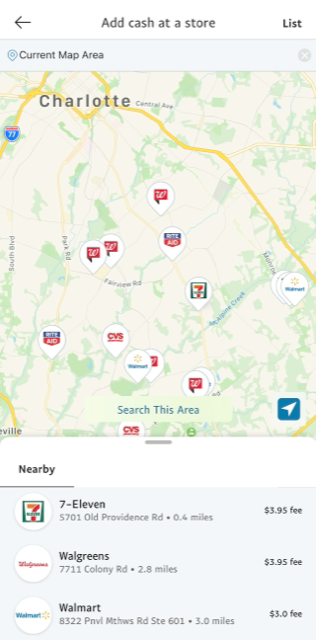 Add cash at a store
List
Current Map Area
Charlotte
Central Ave
77
South Blvd
Park Rd
RITE AID
Fairview Rd
Monroe
McAlpine Creek
Walmart
RITE AID
CVS
Walmart
Search This Area
CVS
eville
Nearby
7-Eleven
5701 Old Providence Rd • 0.4 miles
$3.95 fee
Walgreens
Walgreens
7711 Colony Rd • 2.8 miles
$3.95 fee
Walmart
Walmart
8322 Pnvl Mthws Rd Ste 601 • 3.0 miles
$3.0 fee